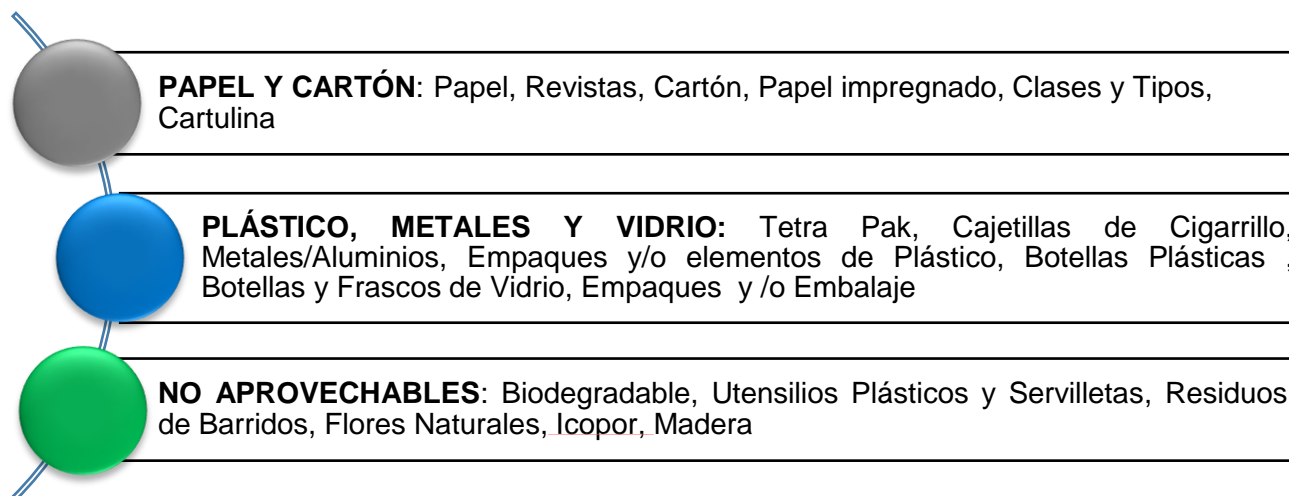 PAPEL Y CARTÓN: Papel, Revistas, Cartón, Papel impregnado, Clases y Tipos,
Cartulina
PLÁSTICO, METALES Y VIDRIO: Tetra Pak, Cajetillas de Cigarrillo,
Metales/Aluminios, Empaques y/o elementos de Plástico, Botellas Plásticas ,
Botellas y Frascos de Vidrio, Empaques y /o Embalaje
NO APROVECHABLES: Biodegradable, Utensilios Plásticos y Servilletas, Residuos
de Barridos, Flores Naturales, Icopor, Madera